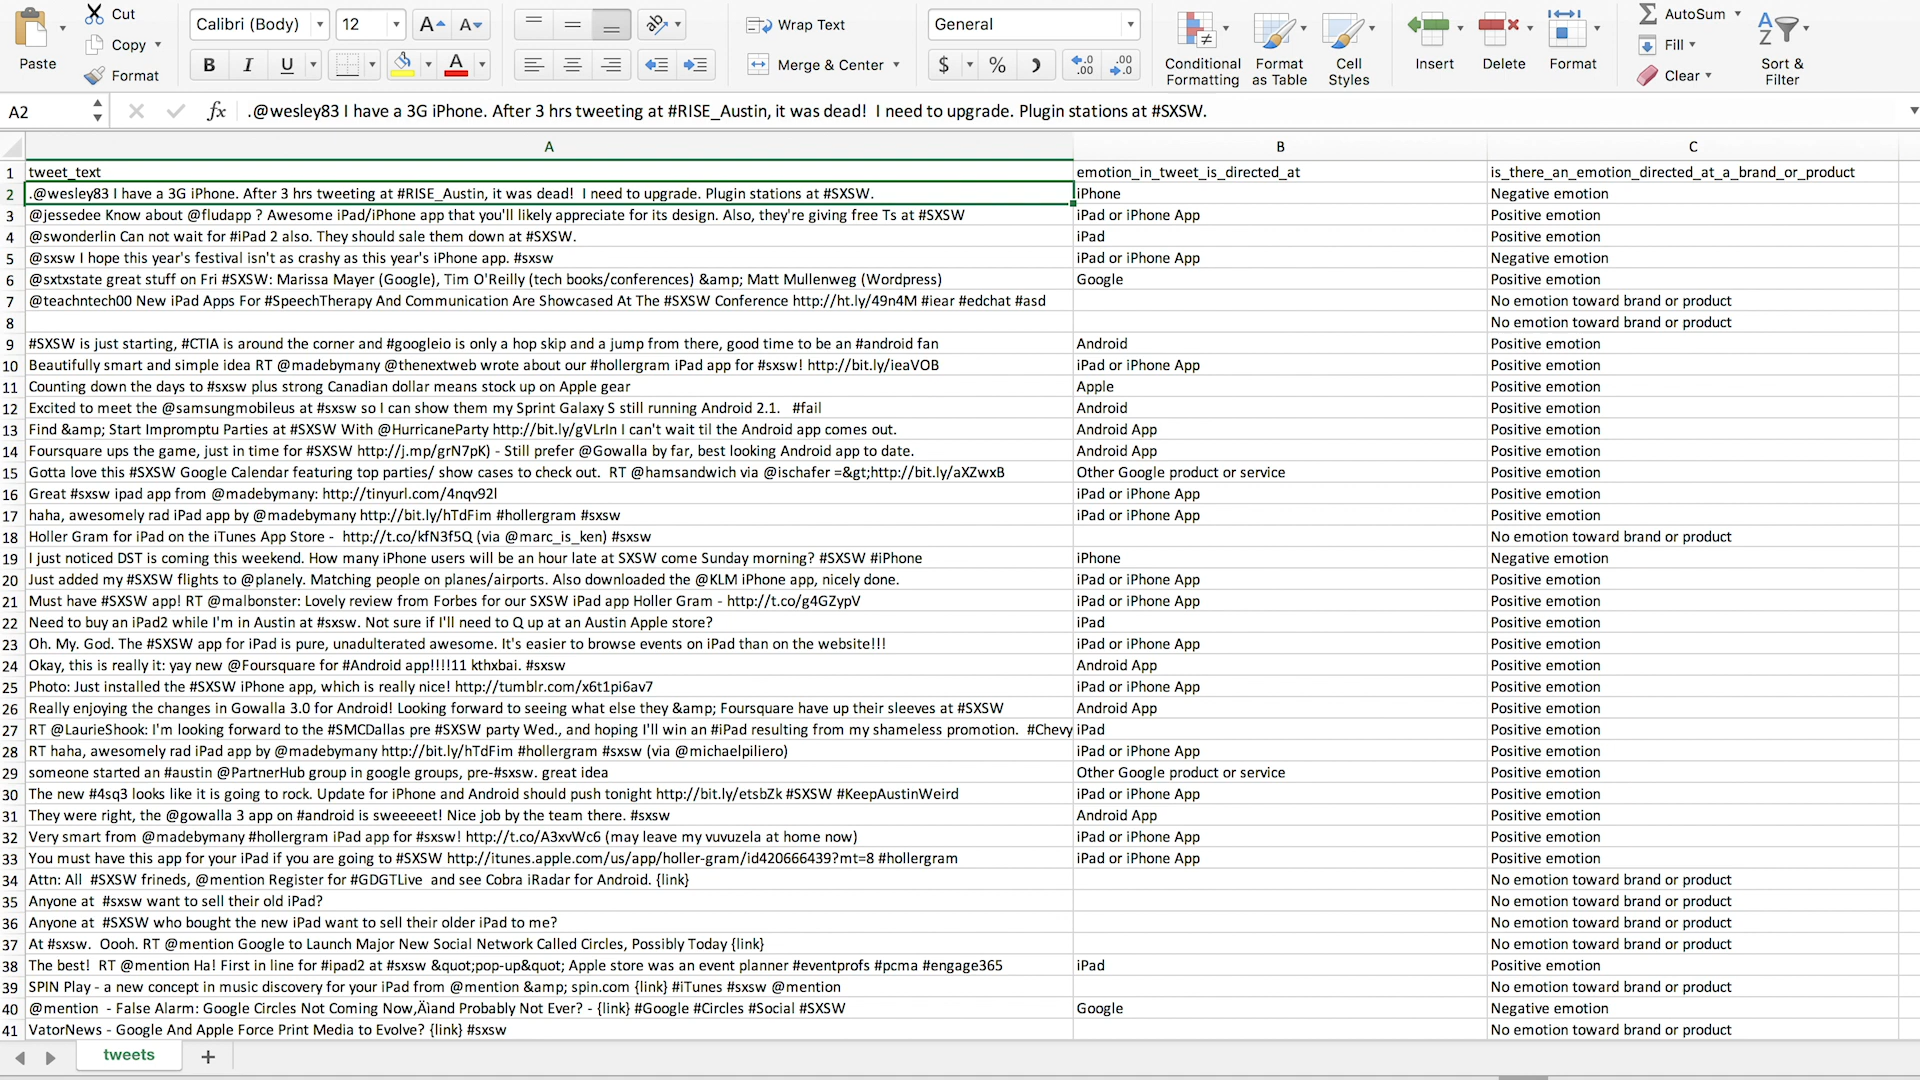 Paste
Cut
Copy
Format
Calibri (Body) 12 A A
B I U A
Wrap Text
Merge & Center
General
$ % .0 .00 .00 .0
Conditional Formatting
Format as Table
Cell Styles
Insert
Delete
Format
AutoSum
Fill
Clear
Sort & Filter
A2 fx .@wesley83 I have a 3G iPhone. After 3 hrs tweeting at #RISE_Austin, it was dead!  I need to upgrade. Plugin stations at #SXSW.
A B C
1 tweet_text emotion_in_tweet_is_directed_at is_there_an_emotion_directed_at_a_brand_or_product
2 .@wesley83 I have a 3G iPhone. After 3 hrs tweeting at #RISE_Austin, it was dead!  I need to upgrade. Plugin stations at #SXSW. iPhone Negative emotion
3 @jessedee Know about @fludapp ? Awesome iPad/iPhone app that you'll likely appreciate for its design. Also, they're giving free Ts at #SXSW iPad or iPhone App Positive emotion
4 @swonderlin Can not wait for #iPad 2 also. They should sale them down at #SXSW. iPad Positive emotion
5 @sxsw I hope this year's festival isn't as crashy as this year's iPhone app. #sxsw iPad or iPhone App Negative emotion
6 @sxtxstate great stuff on Fri #SXSW: Marissa Mayer (Google), Tim O'Reilly (tech books/conferences) &amp; Matt Mullenweg (Wordpress) Google Positive emotion
7 @teachntech00 New iPad Apps For #SpeechTherapy And Communication Are Showcased At The #SXSW Conference http://ht.ly/49n4M #iear #edchat #asd No emotion toward brand or product
8 No emotion toward brand or product
9 #SXSW is just starting, #CTIA is around the corner and #googleio is only a hop skip and a jump from there, good time to be an #android fan Android Positive emotion
10 Beautifully smart and simple idea RT @madebymany @thenextweb wrote about our #hollergram iPad app for #sxsw! http://bit.ly/ieaVOB iPad or iPhone App Positive emotion
11 Counting down the days to #sxsw plus strong Canadian dollar means stock up on Apple gear Apple Positive emotion
12 Excited to meet the @samsungmobileus at #sxsw so I can show them my Sprint Galaxy S still running Android 2.1.   #fail Android Positive emotion
13 Find &amp; Start Impromptu Parties at #SXSW With @HurricaneParty http://bit.ly/gVLrIn I can't wait til the Android app comes out. Android App Positive emotion
14 Foursquare ups the game, just in time for #SXSW http://j.mp/grN7pK) - Still prefer @Gowalla by far, best looking Android app to date. Android App Positive emotion
15 Gotta love this #SXSW Google Calendar featuring top parties/ show cases to check out.  RT @hamsandwich via @ischafer =&gt;http://bit.ly/aXZwxB Other Google product or service Positive emotion
16 Great #sxsw ipad app from @madebymany: http://tinyurl.com/4nqv92l iPad or iPhone App Positive emotion
17 haha, awesomely rad iPad app by @madebymany http://bit.ly/hTdFim #hollergram #sxsw iPad or iPhone App Positive emotion
18 Holler Gram for iPad on the iTunes App Store -  http://t.co/kfN3f5Q (via @marc_is_ken) #sxsw No emotion toward brand or product
19 I just noticed DST is coming this weekend. How many iPhone users will be an hour late at SXSW come Sunday morning? #SXSW #iPhone iPhone Negative emotion
20 Just added my #SXSW flights to @planely. Matching people on planes/airports. Also downloaded the @KLM iPhone app, nicely done. iPad or iPhone App Positive emotion
21 Must have #SXSW app! RT @malbonster: Lovely review from Forbes for our SXSW iPad app Holler Gram - http://t.co/g4GZypV iPad or iPhone App Positive emotion
22 Need to buy an iPad2 while I'm in Austin at #sxsw. Not sure if I'll need to Q up at an Austin Apple store? iPad Positive emotion
23 Oh. My. God. The #SXSW app for iPad is pure, unadulterated awesome. It's easier to browse events on iPad than on the website!!! iPad or iPhone App Positive emotion
24 Okay, this is really it: yay new @Foursquare for #Android app!!!!11 kthxbai. #sxsw Android App Positive emotion
25 Photo: Just installed the #SXSW iPhone app, which is really nice! http://tumblr.com/x6t1pi6av7 iPad or iPhone App Positive emotion
26 Really enjoying the changes in Gowalla 3.0 for Android! Looking forward to seeing what else they &amp; Foursquare have up their sleeves at #SXSW Android App Positive emotion
27 RT @LaurieShook: I'm looking forward to the #SMCDallas pre #SXSW party Wed., and hoping I'll win an #iPad resulting from my shameless promotion.  #Chevy iPad Positive emotion
28 RT haha, awesomely rad iPad app by @madebymany http://bit.ly/hTdFim #hollergram #sxsw (via @michaelpiliero) iPad or iPhone App Positive emotion
29 someone started an #austin @PartnerHub group in google groups, pre-#sxsw. great idea Other Google product or service Positive emotion
30 The new #4sq3 looks like it is going to rock. Update for iPhone and Android should push tonight http://bit.ly/etsbZk #SXSW #KeepAustinWeird iPad or iPhone App Positive emotion
31 They were right, the @gowalla 3 app on #android is sweeeeet! Nice job by the team there. #sxsw Android App Positive emotion
32 Very smart from @madebymany #hollergram iPad app for #sxsw! http://t.co/A3xvWc6 (may leave my vuvuzela at home now) iPad or iPhone App Positive emotion
33 You must have this app for your iPad if you are going to #SXSW http://itunes.apple.com/us/app/holler-gram/id420666439?mt=8 #hollergram iPad or iPhone App Positive emotion
34 Attn: All  #SXSW frineds, @mention Register for #GDGTLive  and see Cobra iRadar for Android. {link} No emotion toward brand or product
35 Anyone at  #sxsw want to sell their old iPad? No emotion toward brand or product
36 Anyone at  #SXSW who bought the new iPad want to sell their older iPad to me? No emotion toward brand or product
37 At #sxsw.  Oooh. RT @mention Google to Launch Major New Social Network Called Circles, Possibly Today {link} No emotion toward brand or product
38 The best!  RT @mention Ha! First in line for #ipad2 at #sxsw &quot;pop-up&quot; Apple store was an event planner #eventprofs #pcma #engage365 iPad Positive emotion
39 SPIN Play - a new concept in music discovery for your iPad from @mention &amp; spin.com {link} #iTunes #sxsw @mention No emotion toward brand or product
40 @mention  - False Alarm: Google Circles Not Coming Now‚Äìand Probably Not Ever? - {link} #Google #Circles #Social #SXSW Google Negative emotion
41 VatorNews - Google And Apple Force Print Media to Evolve? {link} #sxsw No emotion toward brand or product
tweets +